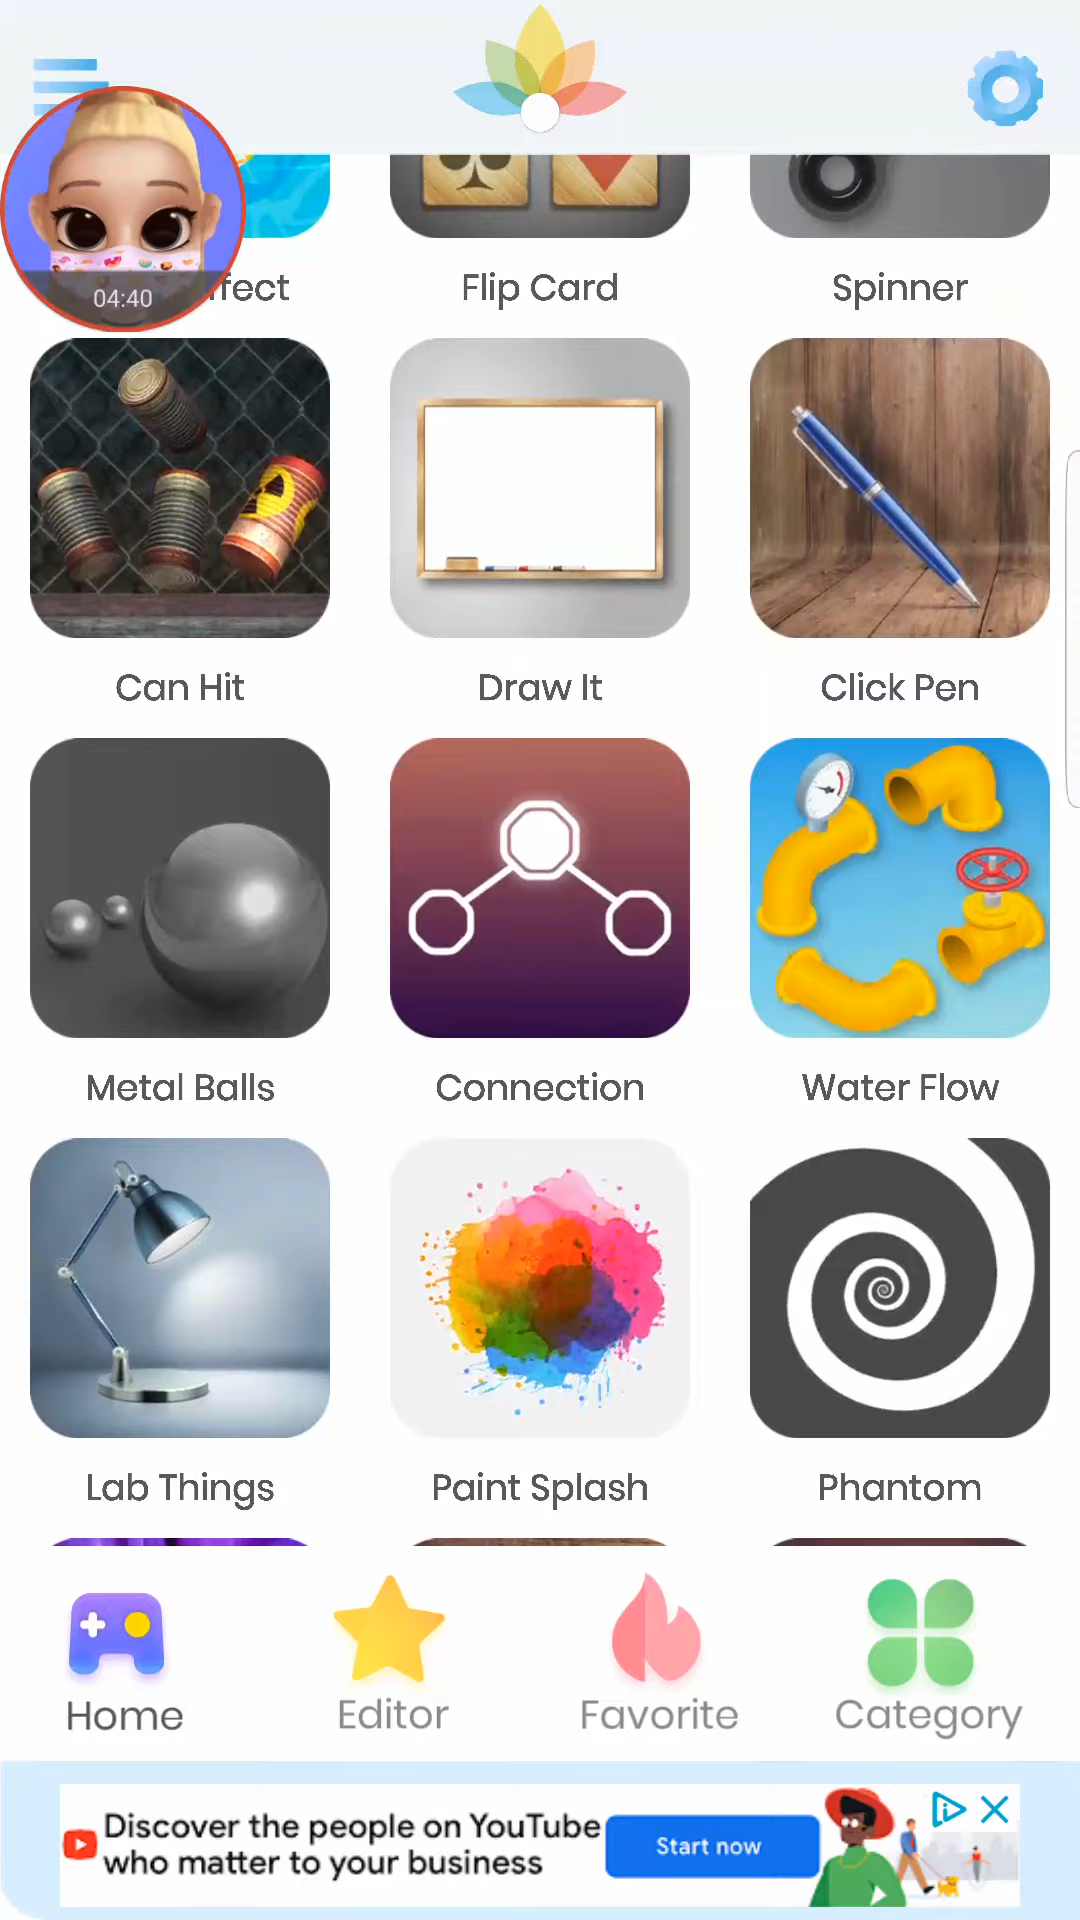 04:40
Flip Card
Spinner
Can Hit
Draw It
Click Pen
Metal Balls
Connection
Water Flow
Lab Things
Paint Splash
Phantom
Home
Editor
Favorite
Category
Discover the people on YouTube
who matter to your business
Start now